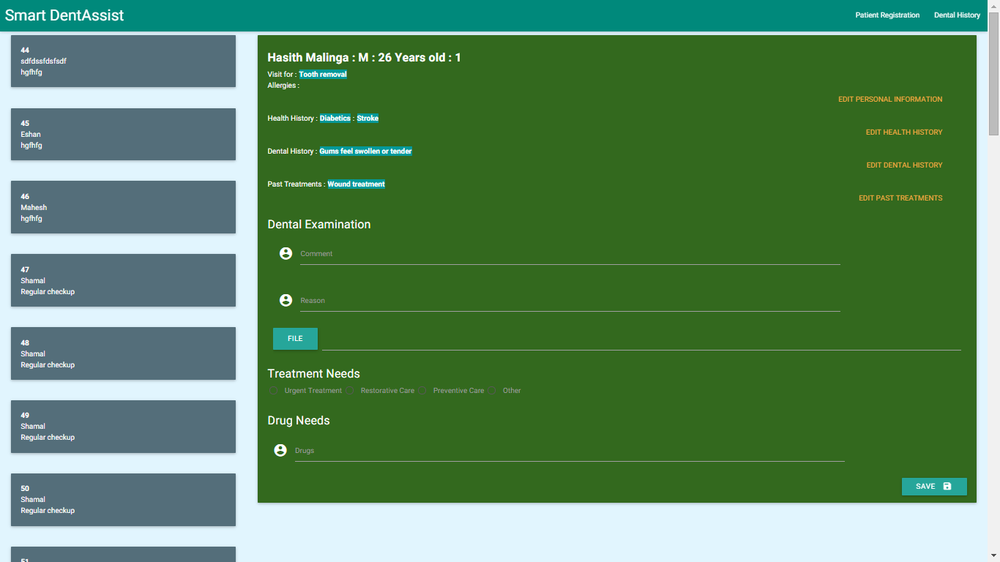 Smart DentAssist
Patient Registration
Dental History
44
sdfdssfdsfsdf
hgfhfg
45
Eshan
hgfhfg
46
Mahesh
hgfhfg
47
Shamal
Regular checkup
48
Shamal
Regular checkup
49
Shamal
Regular checkup
50
Shamal
Regular checkup
51
Hasith Malinga : M : 26 Years old : 1
Visit for : Tooth removal
Allergies :
EDIT PERSONAL INFORMATION
Health History : Diabetics : Stroke
EDIT HEALTH HISTORY
Dental History : Gums feel swollen or tender
EDIT DENTAL HISTORY
Past Treatments : Wound treatment
EDIT PAST TREATMENTS
Dental Examination
Comment
Reason
FILE
Treatment Needs
Urgent Treatment Restorative Care Preventive Care Other
Drug Needs
Drugs
SAVE